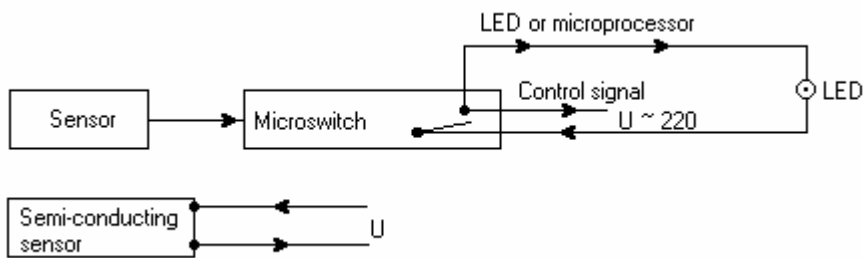 LED or microprocessor
Sensor
Microswitch
Control signal
U ~ 220
LED
Semi-conducting
sensor
U